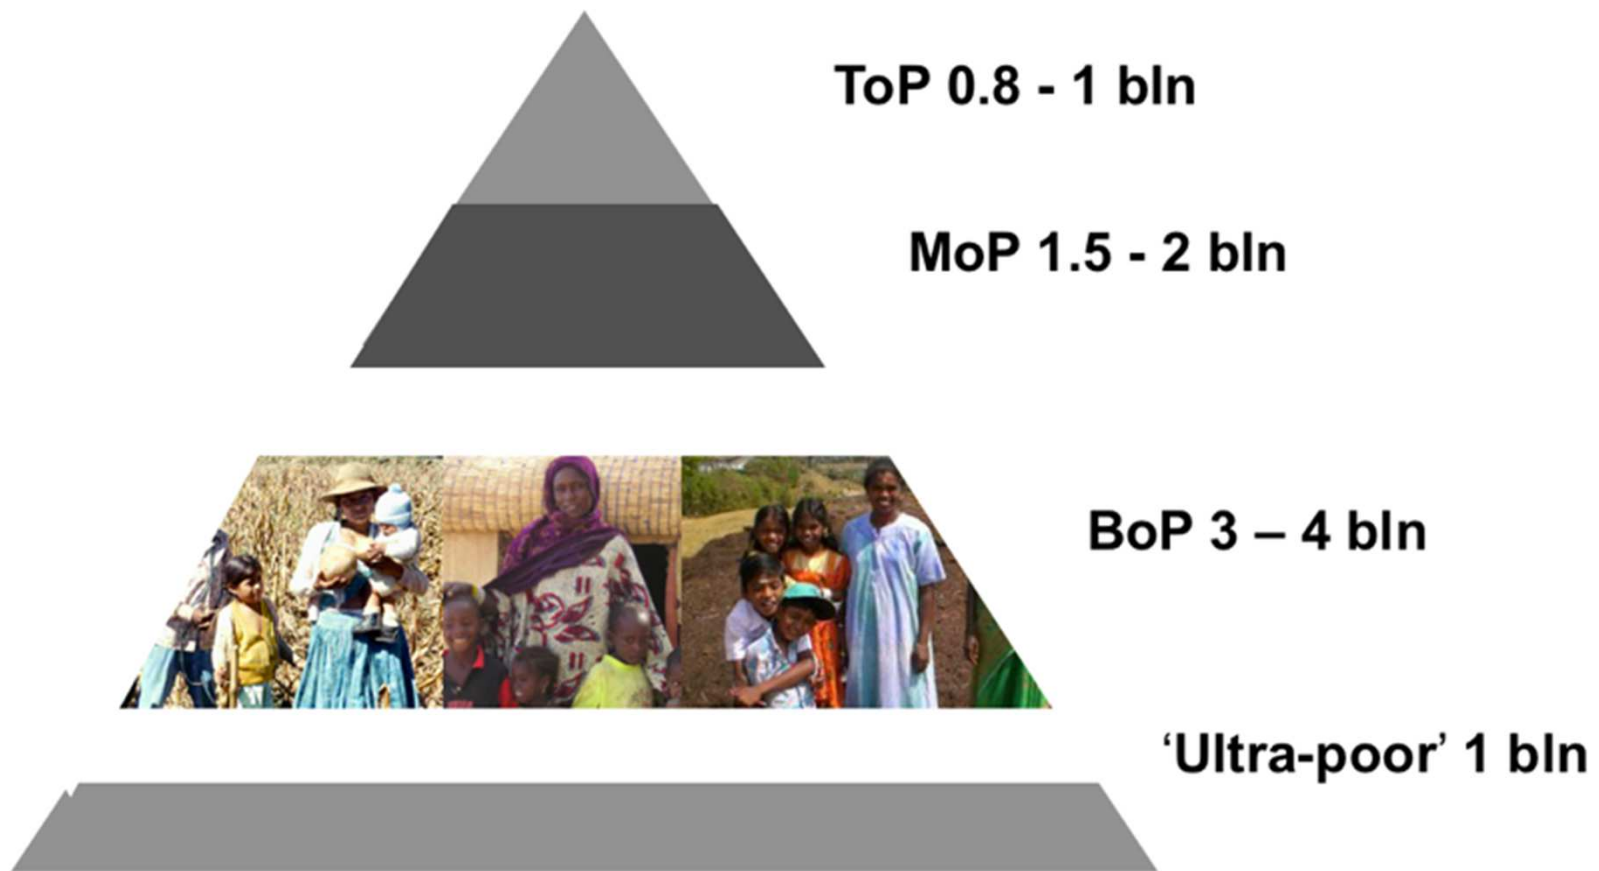 ToP 0.8 - 1 bln
MoP 1.5 - 2 bln
BoP 3 – 4 bln
‘Ultra-poor’ 1 bln